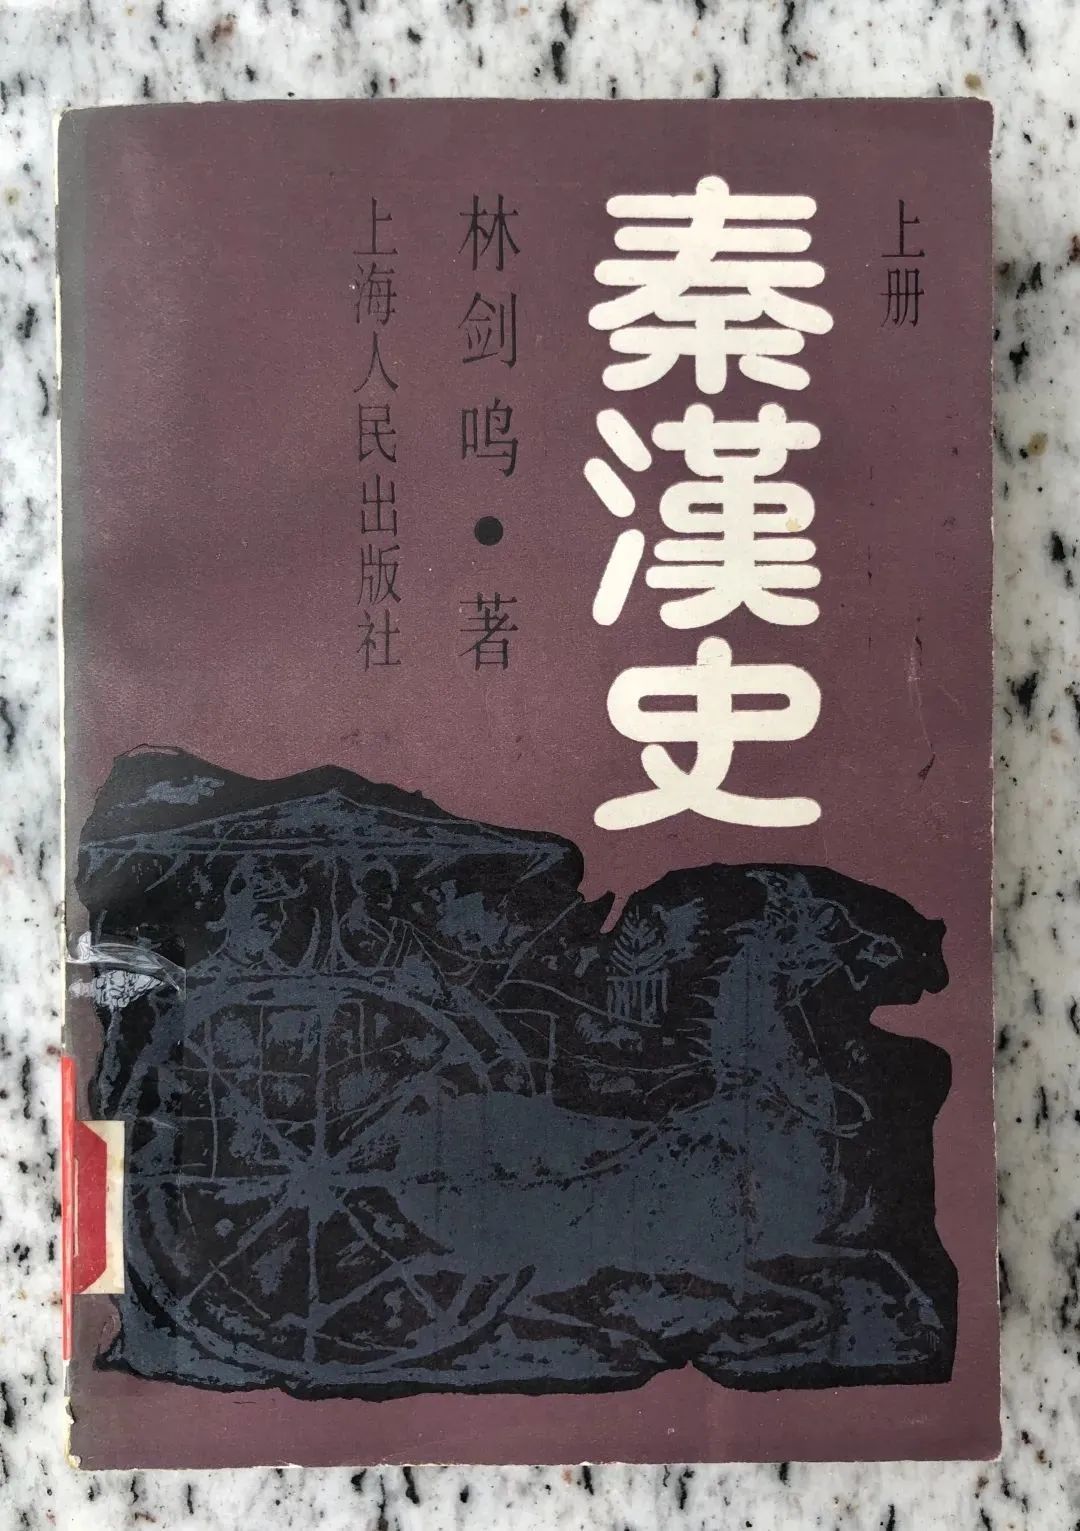 上册
秦漢史
林剑鸣·著
上海人民出版社